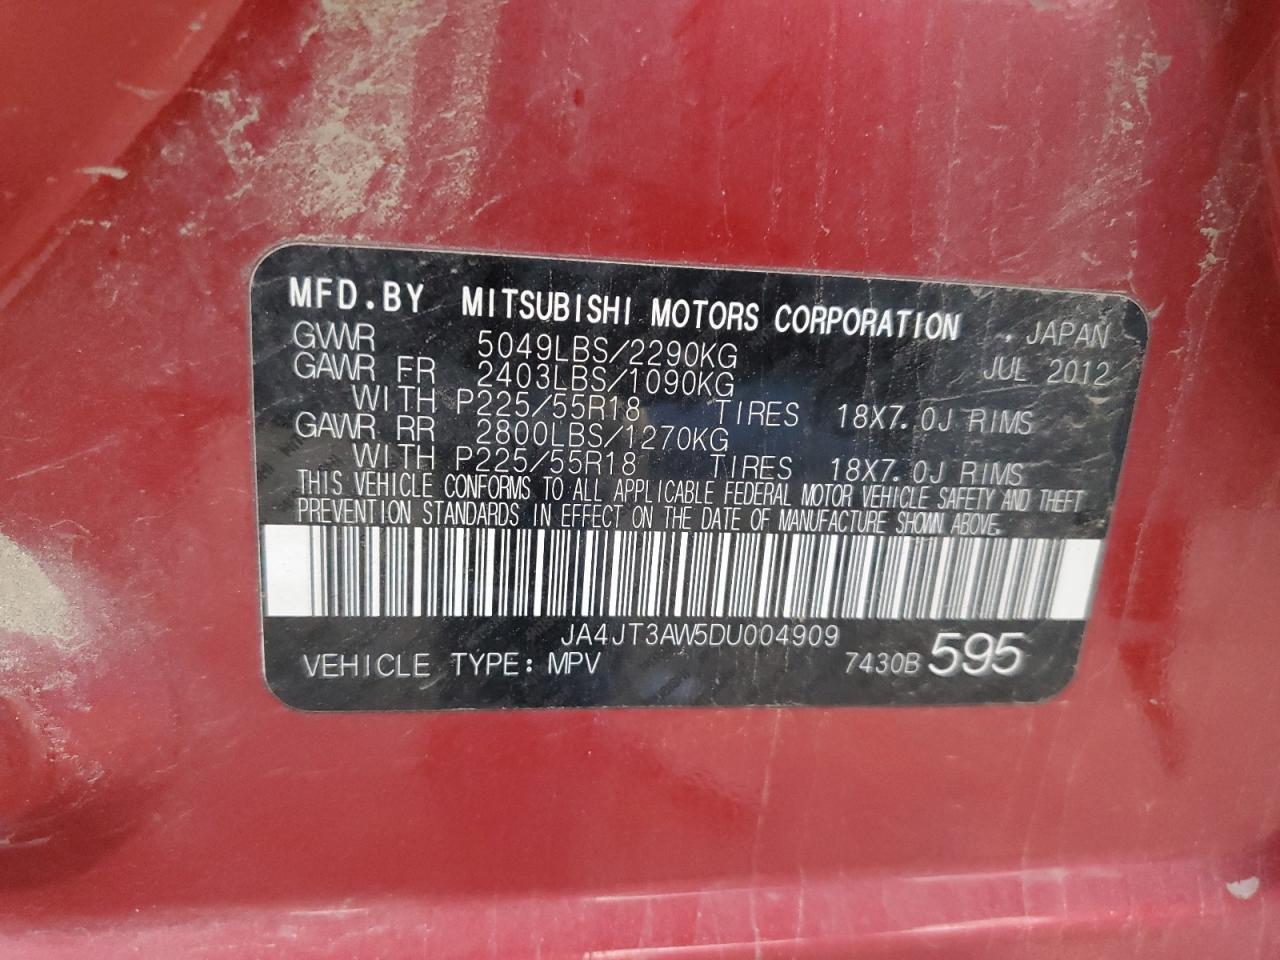 MFD.BY MITSUBISHI MOTORS CORPORATION . JAPAN
GVWR 5049LBS/2290KG JUL 2012
GAWR FR 2403LBS/1090KG
WITH P225/55R18 TIRES 18X7.0J RIMS
GAWR RR 2800LBS/1270KG
WITH P225/55R18 TIRES 18X7.0J RIMS
THIS VEHICLE CONFORMS TO ALL APPLICABLE FEDERAL MOTOR VEHICLE SAFETY AND THEFT
PREVENTION STANDARDS IN EFFECT ON THE DATE OF MANUFACTURE SHOWN ABOVE.
JA4JT3AW5DU004909
VEHICLE TYPE: MPV 7430B 595